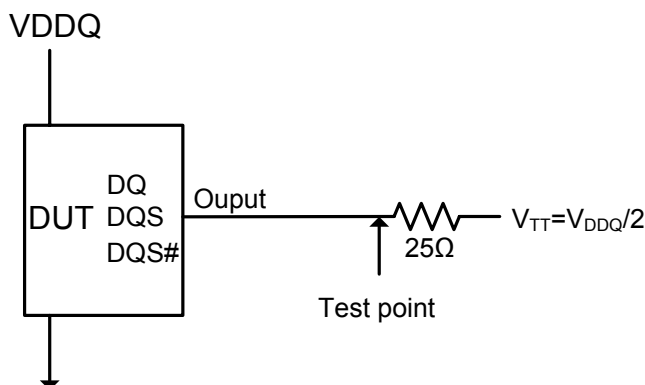 VDDQ
DUT
DQ
DQS
DQS#
Ouput
25Ω
VTT=VDDQ/2
Test point